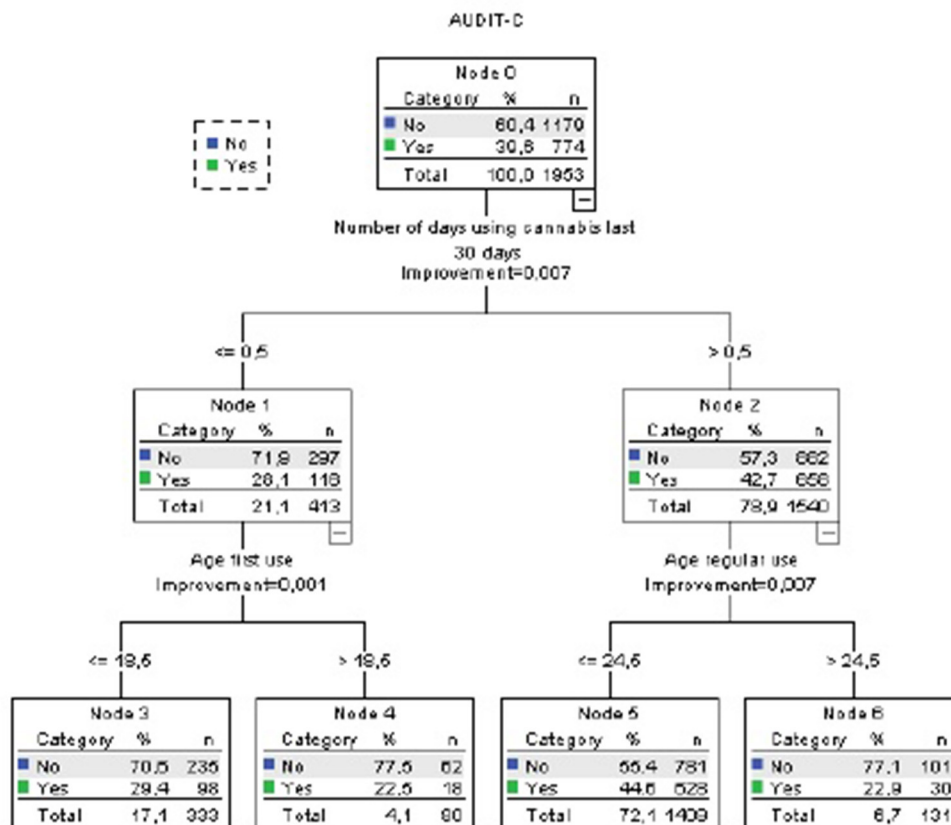 AUDIT-C
No
Yes
Node 0
Category % n
No 60,4 1179
Yes 39,6 774
Total 100,0 1953
Number of days using cannabis last
30 days
Improvement=0,007
<= 0,5
> 0,5
Node 1
Category % n
No 71,9 297
Yes 28,1 116
Total 21,1 413
Node 2
Category % n
No 57,3 882
Yes 42,7 658
Total 78,9 1540
Age first use
Improvement=0,001
Age regular use
Improvement=0,007
<= 18,5
> 18,5
<= 24,5
> 24,5
Node 3
Category % n
No 70,6 235
Yes 29,4 98
Total 17,1 333
Node 4
Category % n
No 77,5 62
Yes 22,5 18
Total 4,1 80
Node 5
Category % n
No 55,4 781
Yes 44,6 628
Total 72,1 1409
Node 6
Category % n
No 77,1 101
Yes 22,9 30
Total 6,7 131